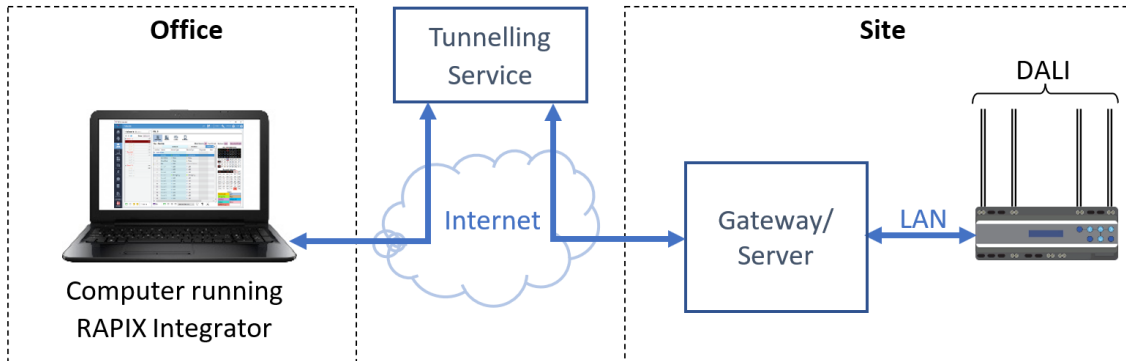 Office
Tunnelling
Service
Site
DALI
Internet
Gateway/
Server
LAN
Computer running
RAPIX Integrator